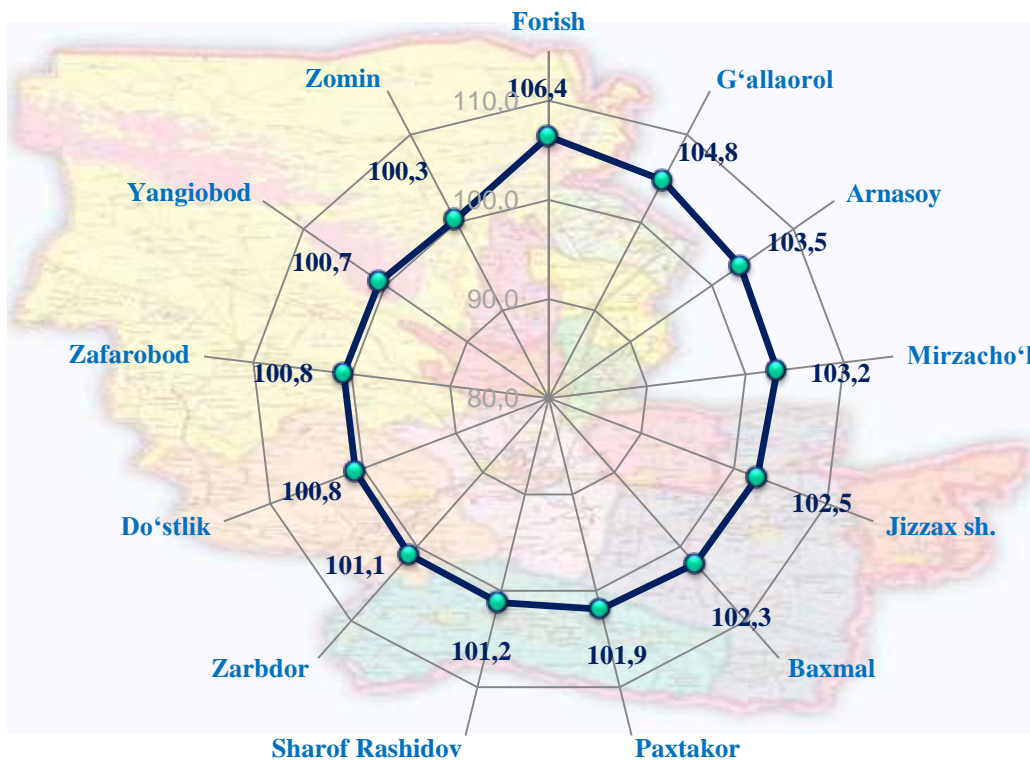 Forish
106,4
Zomin
G‘allaorol
110,0
104,8
100,3
Yangiobod
Arnasoy
100,0
103,5
100,7
90,0
Zafarobod
100,8
Mirzacho‘l
103,2
80,0
100,8
102,5
Do‘stlik
Jizzax sh.
101,1
102,3
101,2
101,9
Zarbdor
Baxmal
Sharof Rashidov
Paxtakor